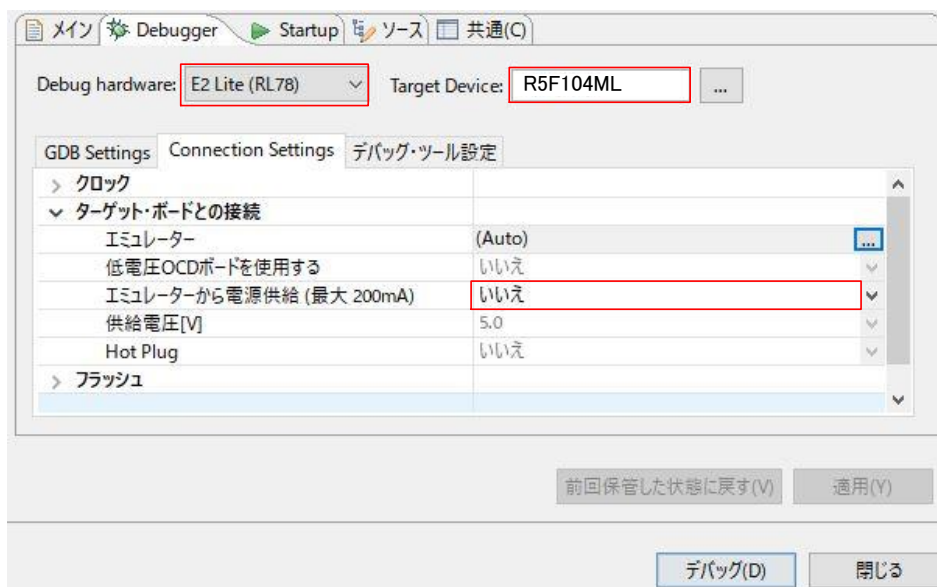 メイン Debugger Startup ソース 共通(C)
Debug hardware: E2 Lite (RL78) Target Device: R5F104ML ...
GDB Settings Connection Settings デバッグ・ツール設定
クロック
ターゲット・ボードとの接続
エミュレーター (Auto) ...
低電圧OCDボードを使用する いいえ
エミュレーターから電源供給 (最大 200mA) いいえ
供給電圧[V] 5.0
Hot Plug いいえ
フラッシュ
前回保管した状態に戻す(V) 適用(Y)
デバッグ(D) 閉じる